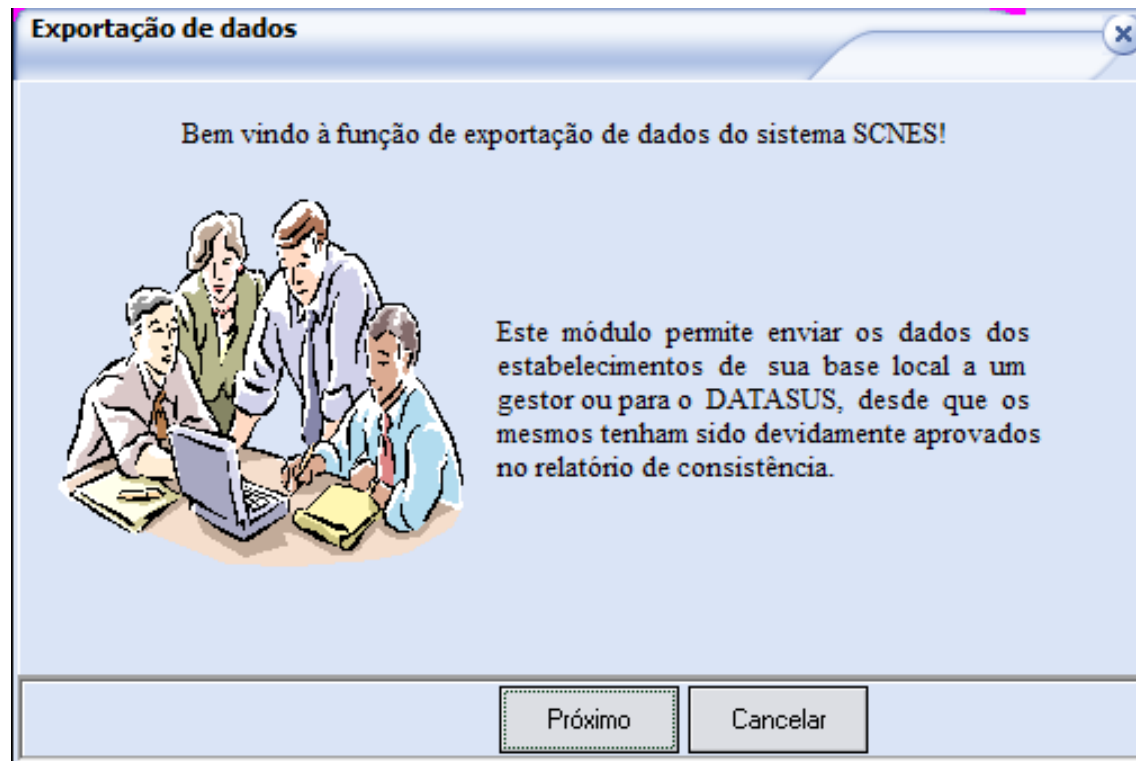 Exportação de dados
Bem vindo à função de exportação de dados do sistema SCNES!
Este módulo permite enviar os dados dos
estabelecimentos de sua base local a um
gestor ou para o DATASUS, desde que os
mesmos tenham sido devidamente aprovados
no relatório de consistência.
Próximo
Cancelar